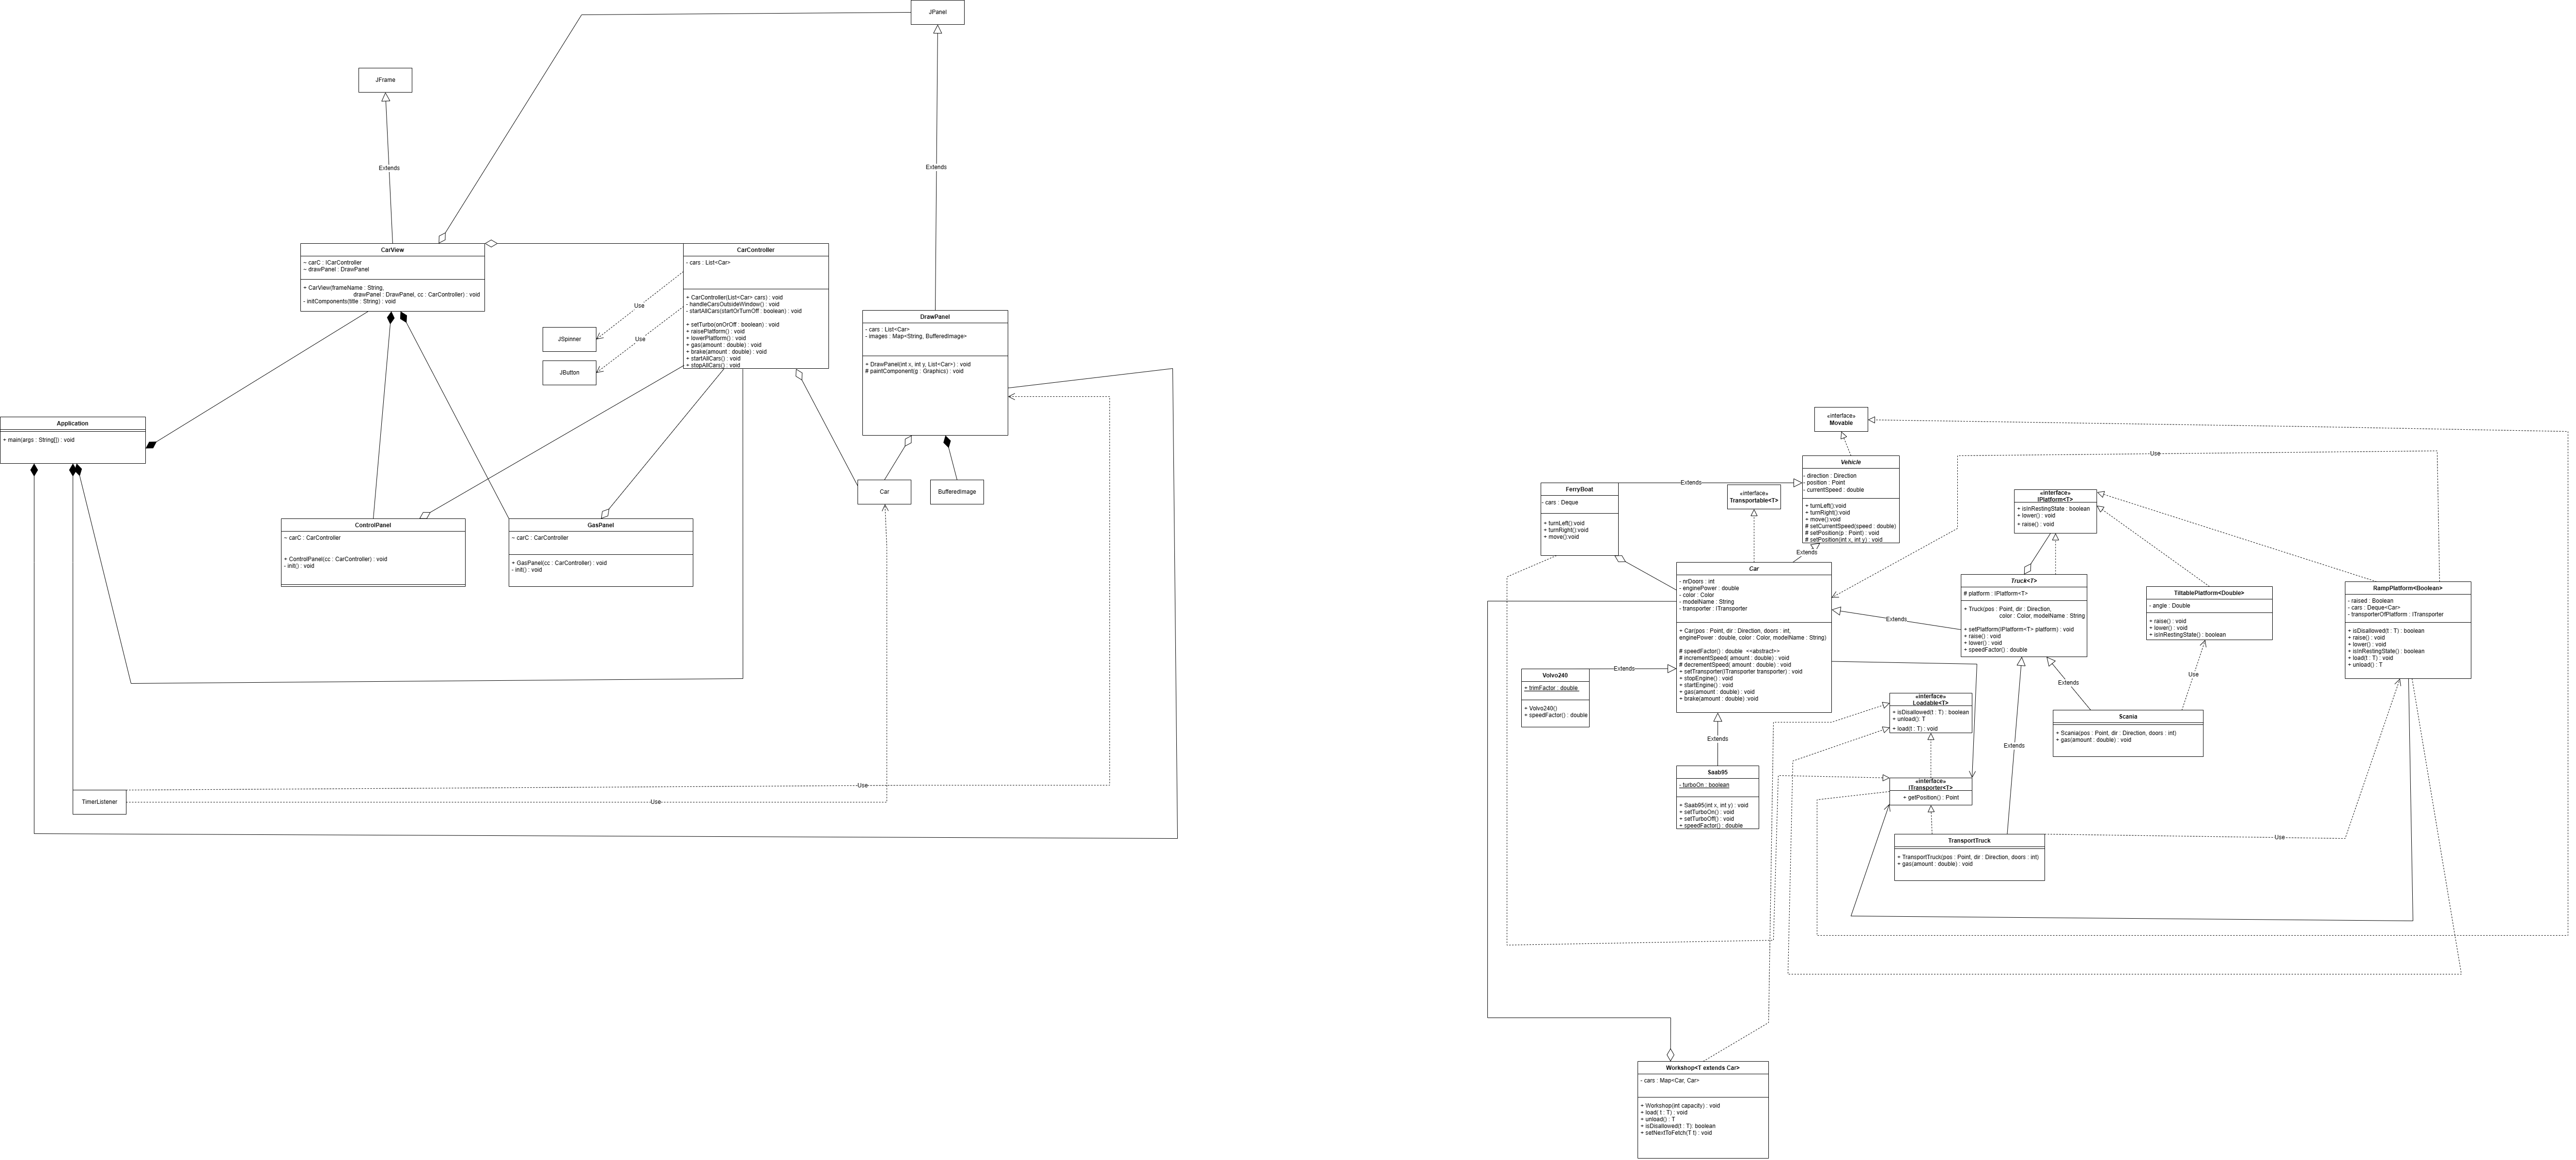 JPanel
JFrame
Extends
Extends
CarView
~ carC : ICarController
~ drawPanel : DrawPanel
+ CarView(frameName : String,
drawPanel : DrawPanel, cc : CarController) : void
- initComponents(title : String) : void
CarController
- cars : List<Car>
+ CarController(List<Car> cars) : void
- handleCarsOutsideWindow() : void
- startAllCars(startOrTurnOff : boolean) : void
+ setTurbo(onOrOff : boolean) : void
+ raisePlatform() : void
+ lowerPlatform() : void
+ gas(amount : double) : void
+ brake(amount : double) : void
+ startAllCars() : void
+ stopAllCars() : void
Use
Use
JSpinner
JButton
DrawPanel
- cars : List<Car>
- images : Map<String, BufferedImage>
+ DrawPanel(int x, int y, List<Car>) : void
# paintComponent(g : Graphics) : void
Application
+ main(args : String[]) : void
Car
BufferedImage
ControlPanel
~ carC : CarController
+ ControlPanel(cc : CarController) : void
- init() : void
GasPanel
~ carC : CarController
+ GasPanel(cc : CarController) : void
- init() : void
TimerListener
Use
Use
«interface»
Movable
Vehicle
- direction : Direction
- position : Point
- currentSpeed : double
+ turnLeft():void
+ turnRight():void
+ move():void
# setCurrentSpeed(speed : double)
# setPosition(p : Point) : void
# setPosition(int x, int y) : void
Extends
FerryBoat
- cars : Deque
+ turnLeft():void
+ turnRight():void
+ move():void
«interface»
Transportable<T>
Extends
Use
Car
- nrDoors : int
- enginePower : double
- color : Color
- modelName : String
- transporter : ITransporter
+ Car(pos : Point, dir : Direction, doors : int,
enginePower : double, color : Color, modelName : String)
# speedFactor() : double <<abstract>>
# incrementSpeed( amount : double) : void
# decrementSpeed( amount : double) : void
+ setTransporter(ITransporter transporter) : void
+ stopEngine() : void
+ startEngine() : void
+ gas(amount : double) : void
+ brake(amount : double) :void
«interface»
IPlatform<T>
+ isInRestingState : boolean
+ lower() : void
+ raise() : void
Truck<T>
# platform : IPlatform<T>
+ Truck(pos : Point, dir : Direction,
color : Color, modelName : String
+ setPlatform(IPlatform<T> platform) : void
+ raise() : void
+ lower() : void
+ speedFactor() : double
Extends
TiltablePlatform<Double>
- angle : Double
+ raise() : void
+ lower() : void
+ isInRestingState() : boolean
RampPlatform<Boolean>
- raised : Boolean
- cars : Deque<Car>
- transporterOfPlatform : ITransporter
+ isDisallowed(t : T) : boolean
+ raise() : void
+ lower() : void
+ isInRestingState() : boolean
+ load(t : T) : void
+ unload() : T
Volvo240
+ trimFactor : double
+ Volvo240()
+ speedFactor() : double
Extends
Extends
Saab95
- turboOn : boolean
+ Saab95(int x, int y) : void
+ setTurboOn() : void
+ setTurboOff() : void
+ speedFactor() : double
«interface»
Loadable<T>
+ isDisallowed(t : T) : boolean
+ unload(): T
+ load(t : T) : void
Use
Extends
Scania
+ Scania(pos : Point, dir : Direction, doors : int)
+ gas(amount : double) : void
Extends
«interface»
ITransporter<T>
+ getPosition() : Point
TransportTruck
+ TransportTruck(pos : Point, dir : Direction, doors : int)
+ gas(amount : double) : void
Use
Workshop<T extends Car>
- cars : Map<Car, Car>
+ Workshop(int capacity) : void
+ load( t : T) : void
+ unload() : T
+ isDisallowed(t : T): boolean
+ setNextToFetch(T t) : void